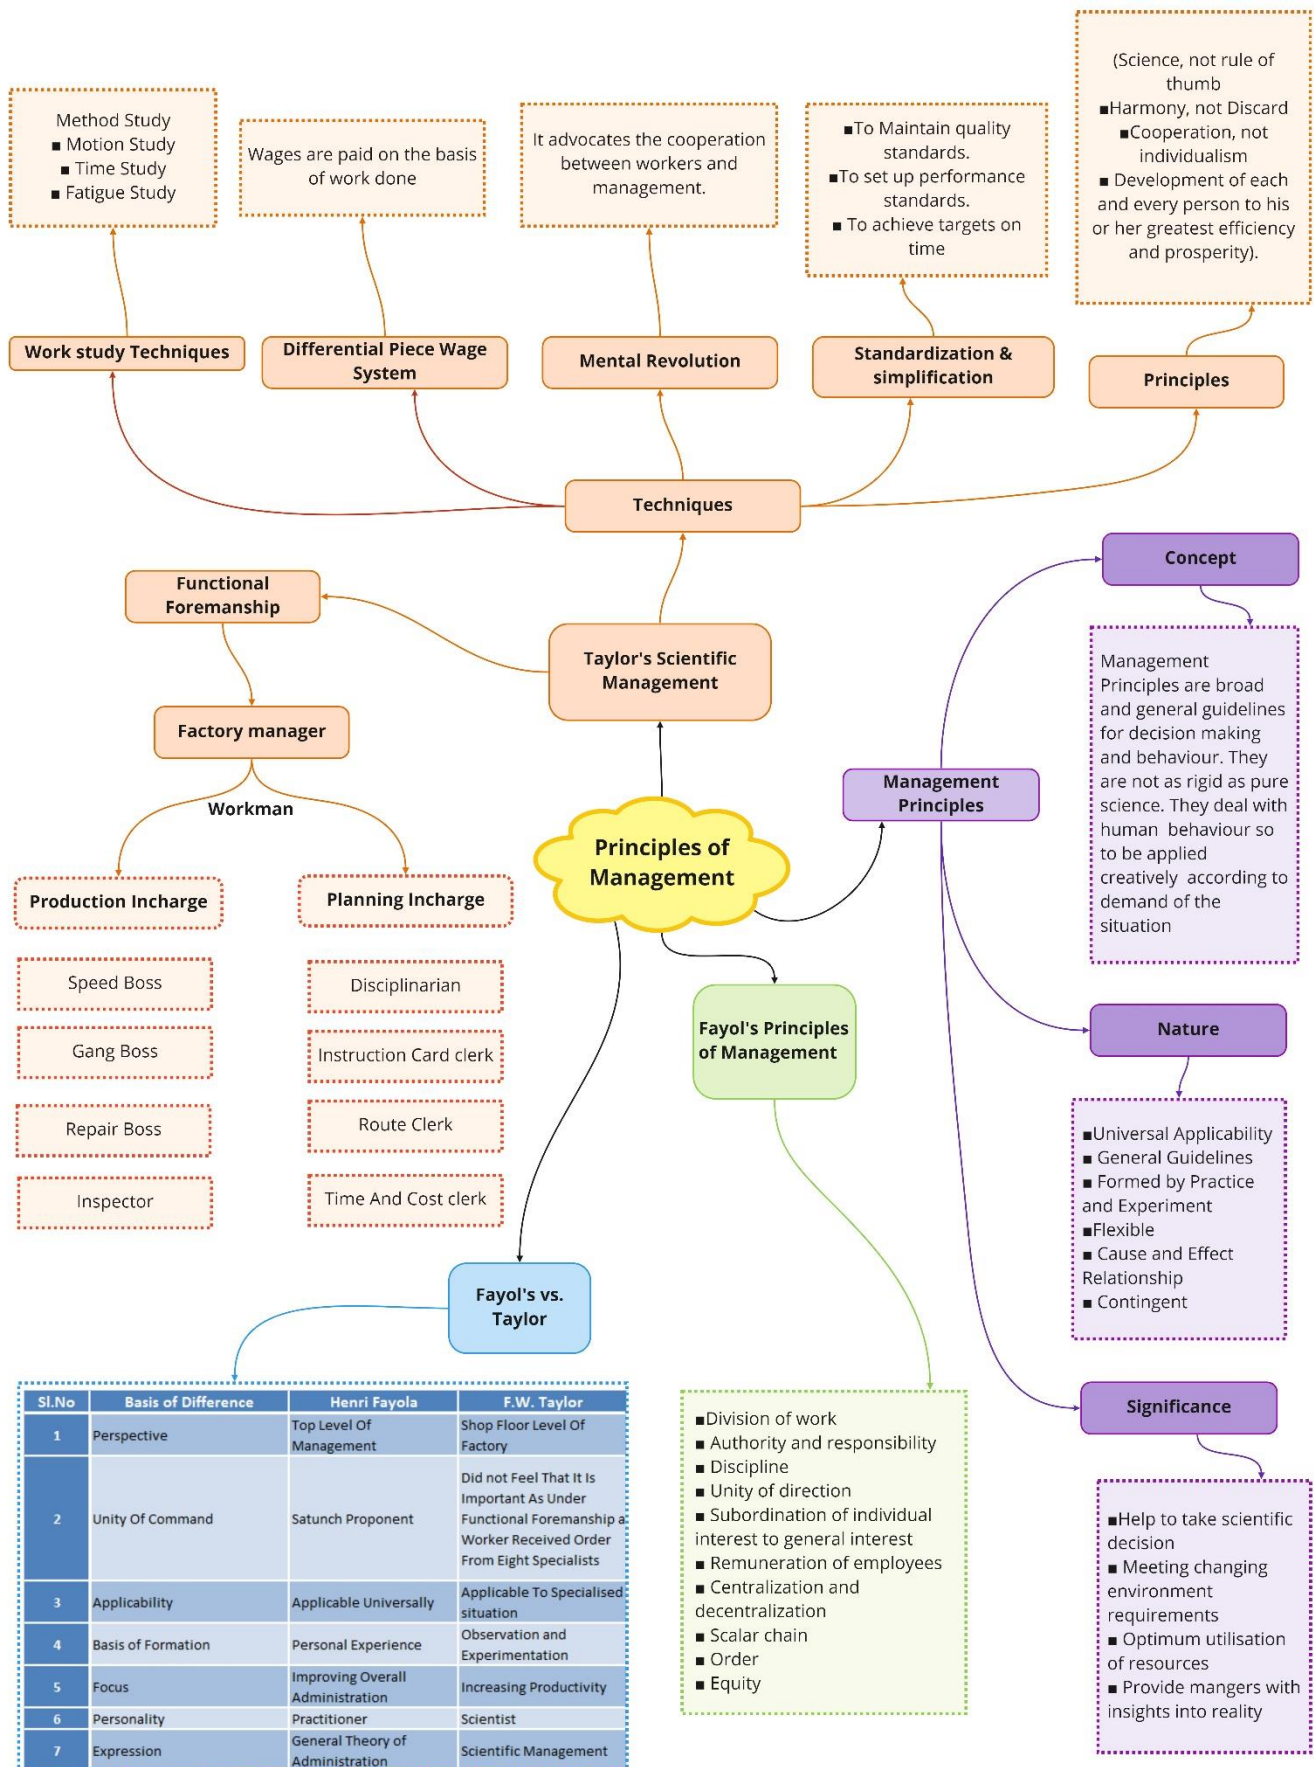 (Science, not rule of
thumb
■Harmony, not Discard
■Cooperation, not
individualism
■ Development of each
and every person to his
or her greatest efficiency
and prosperity).
Method Study
■ Motion Study
■ Time Study
■ Fatigue Study
Wages are paid on the basis
of work done
It advocates the cooperation
between workers and
management.
■To Maintain quality
standards.
■To set up performance
standards.
■ To achieve targets on
time
Work study Techniques
Differential Piece Wage
System
Mental Revolution
Standardization &
simplification
Principles
Techniques
Functional
Foremanship
Taylor's Scientific
Management
Factory manager
Workman
Production Incharge
Planning Incharge
Speed Boss
Gang Boss
Repair Boss
Inspector
Disciplinarian
Instruction Card clerk
Route Clerk
Time And Cost clerk
Principles of
Management
Management
Principles
Concept
Management
Principles are broad
and general guidelines
for decision making
and behaviour. They
are not as rigid as pure
science. They deal with
human behaviour so
to be applied
creatively according to
demand of the
situation
Nature
■Universal Applicability
■ General Guidelines
■ Formed by Practice
and Experiment
■Flexible
■ Cause and Effect
Relationship
■ Contingent
Significance
■Help to take scientific
decision
■ Meeting changing
environment
requirements
■ Optimum utilisation
of resources
■ Provide mangers with
insights into reality
Fayol's Principles
of Management
■Division of work
■ Authority and responsibility
■ Discipline
■ Unity of direction
■ Subordination of individual
interest to general interest
■ Remuneration of employees
■ Centralization and
decentralization
■ Scalar chain
■ Order
■ Equity
Fayol's vs.
Taylor
Sl.No Basis of Difference Henri Fayola F.W. Taylor
1 Perspective Top Level Of Management Shop Floor Level Of Factory
2 Unity Of Command Satunch Proponent Did not Feel That It Is Important As Under Functional Foremanship a Worker Received Order From Eight Specialists
3 Applicability Applicable Universally Applicable To Specialised situation
4 Basis of Formation Personal Experience Observation and Experimentation
5 Focus Improving Overall Administration Increasing Productivity
6 Personality Practitioner Scientist
7 Expression General Theory of Administration Scientific Management